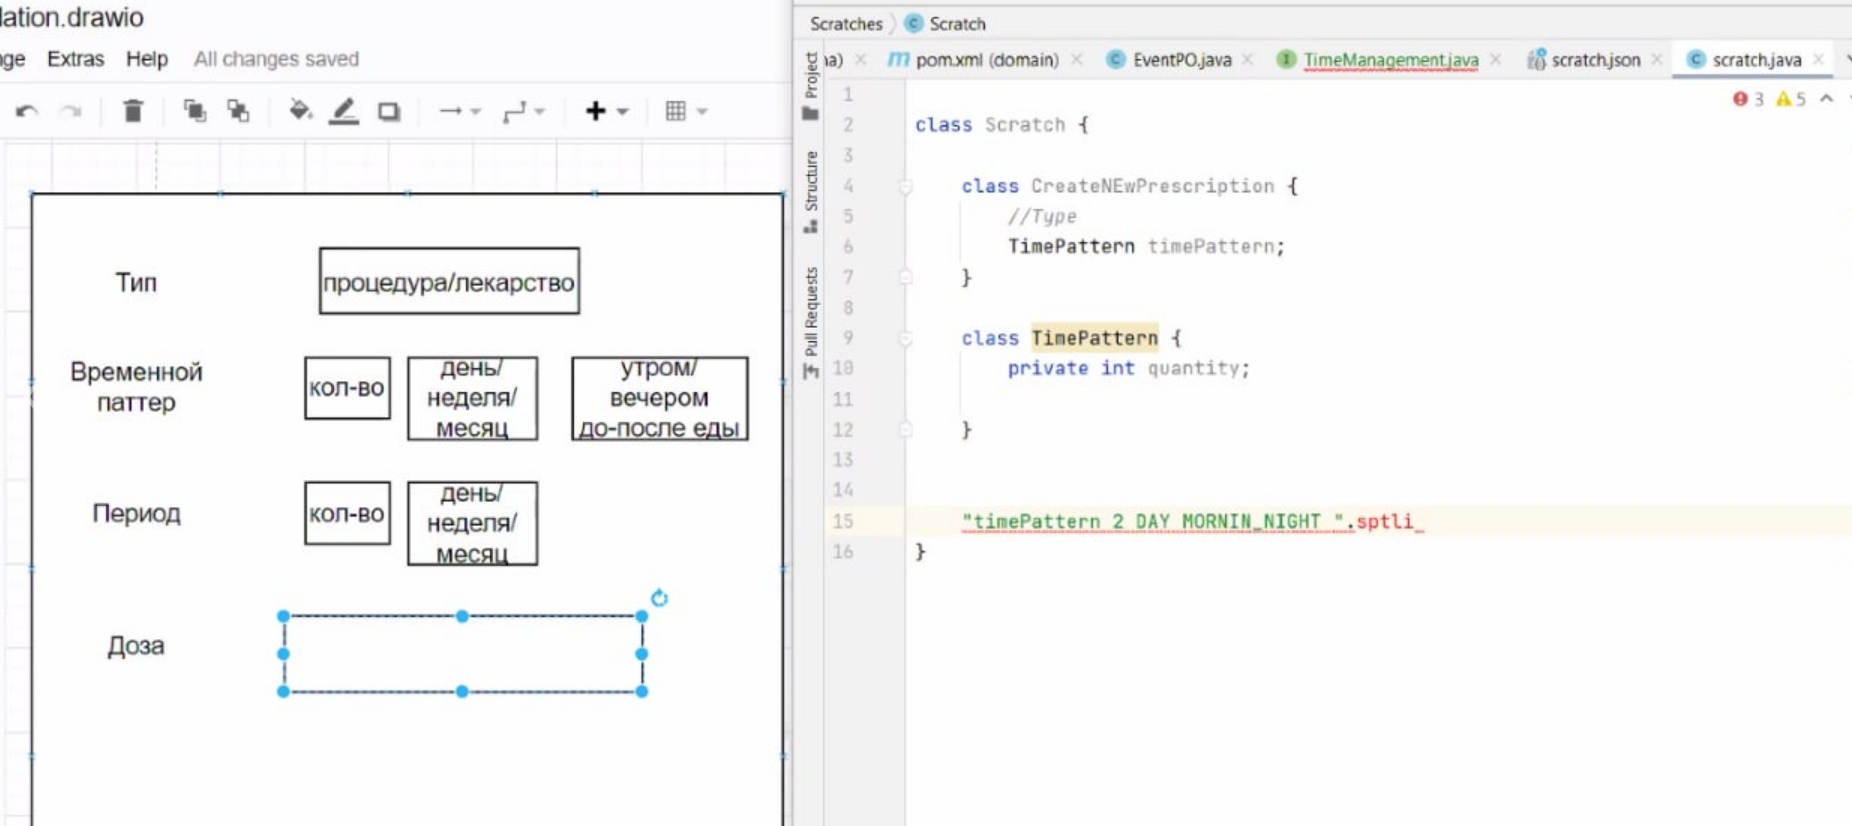 lation.drawio
nge Extras Help All changes saved
Тип
процедура/лекарство
Временной
паттер
кол-во
день/
неделя/
месяц
утром/
вечером
до-после еды
Период
кол-во
день/
неделя/
месяц
Доза
Scratches Scratch
na) pom.xml (domain) EventPO.java TimeManagement.java scratch.json scratch.java
Project
Structure
Pull Requests
3 5
1
2 class Scratch {
3
4 class CreateNEwPrescription {
5 //Type
6 TimePattern timePattern;
7 }
8
9 class TimePattern {
10 private int quantity;
11
12 }
13
14
15 "timePattern 2 DAY MORNIN_NIGHT ".sptli_
16 }